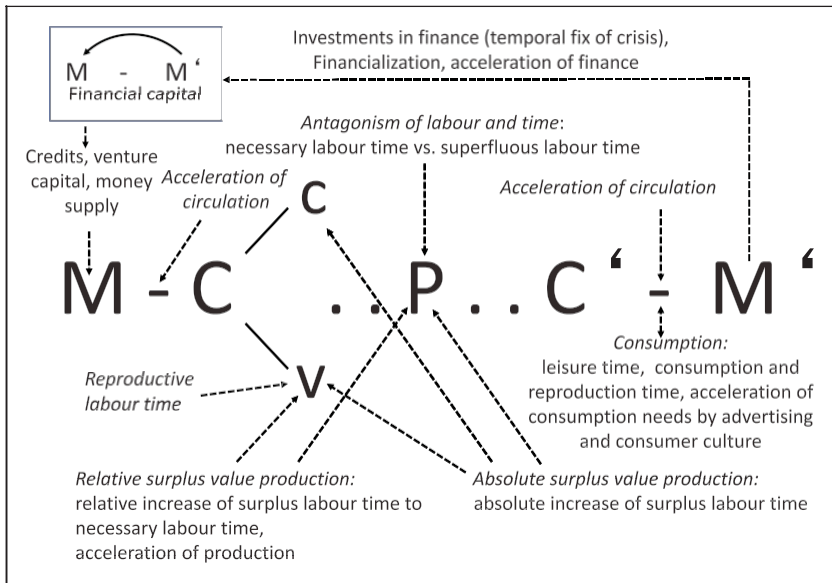 M - M‘
Financial capital
Investments in finance (temporal fix of crisis),
Financialization, acceleration of finance
Antagonism of labour and time:
necessary labour time vs. superfluous labour time
Credits, venture
capital, money
supply
Acceleration of
circulation
Acceleration of circulation
c
M - C . . P . . C ‘ - M ‘
v
Reproductive
labour time
Consumption:
leisure time, consumption and
reproduction time, acceleration of
consumption needs by advertising
and consumer culture
Relative surplus value production:
relative increase of surplus labour time to
necessary labour time,
acceleration of production
Absolute surplus value production:
absolute increase of surplus labour time